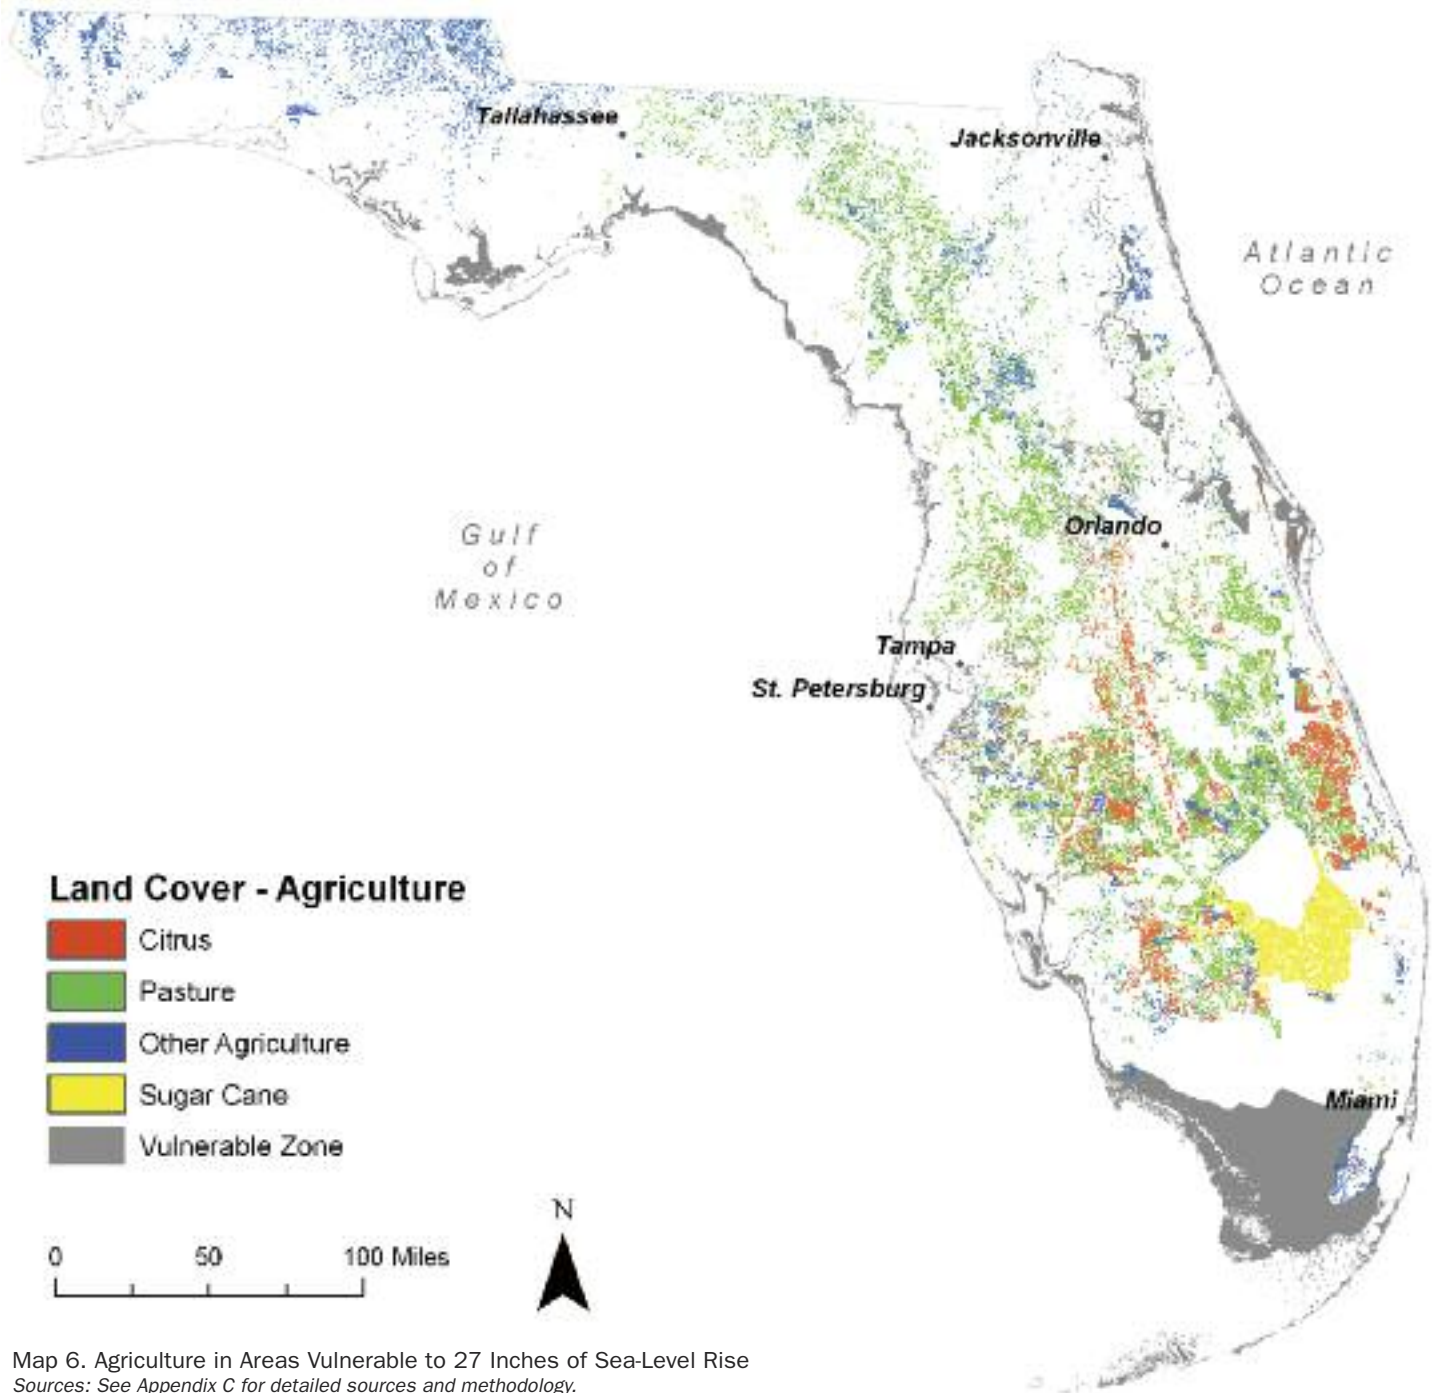 Tallahassee
Jacksonville
Atlantic
Ocean
Gulf
of
Mexico
Orlando
Tampa
St. Petersburg
Land Cover - Agriculture
Citrus
Pasture
Other Agriculture
Sugar Cane
Vulnerable Zone
Miami
N
0 50 100 Miles
Map 6. Agriculture in Areas Vulnerable to 27 Inches of Sea-Level Rise
Sources: See Appendix C for detailed sources and methodology.